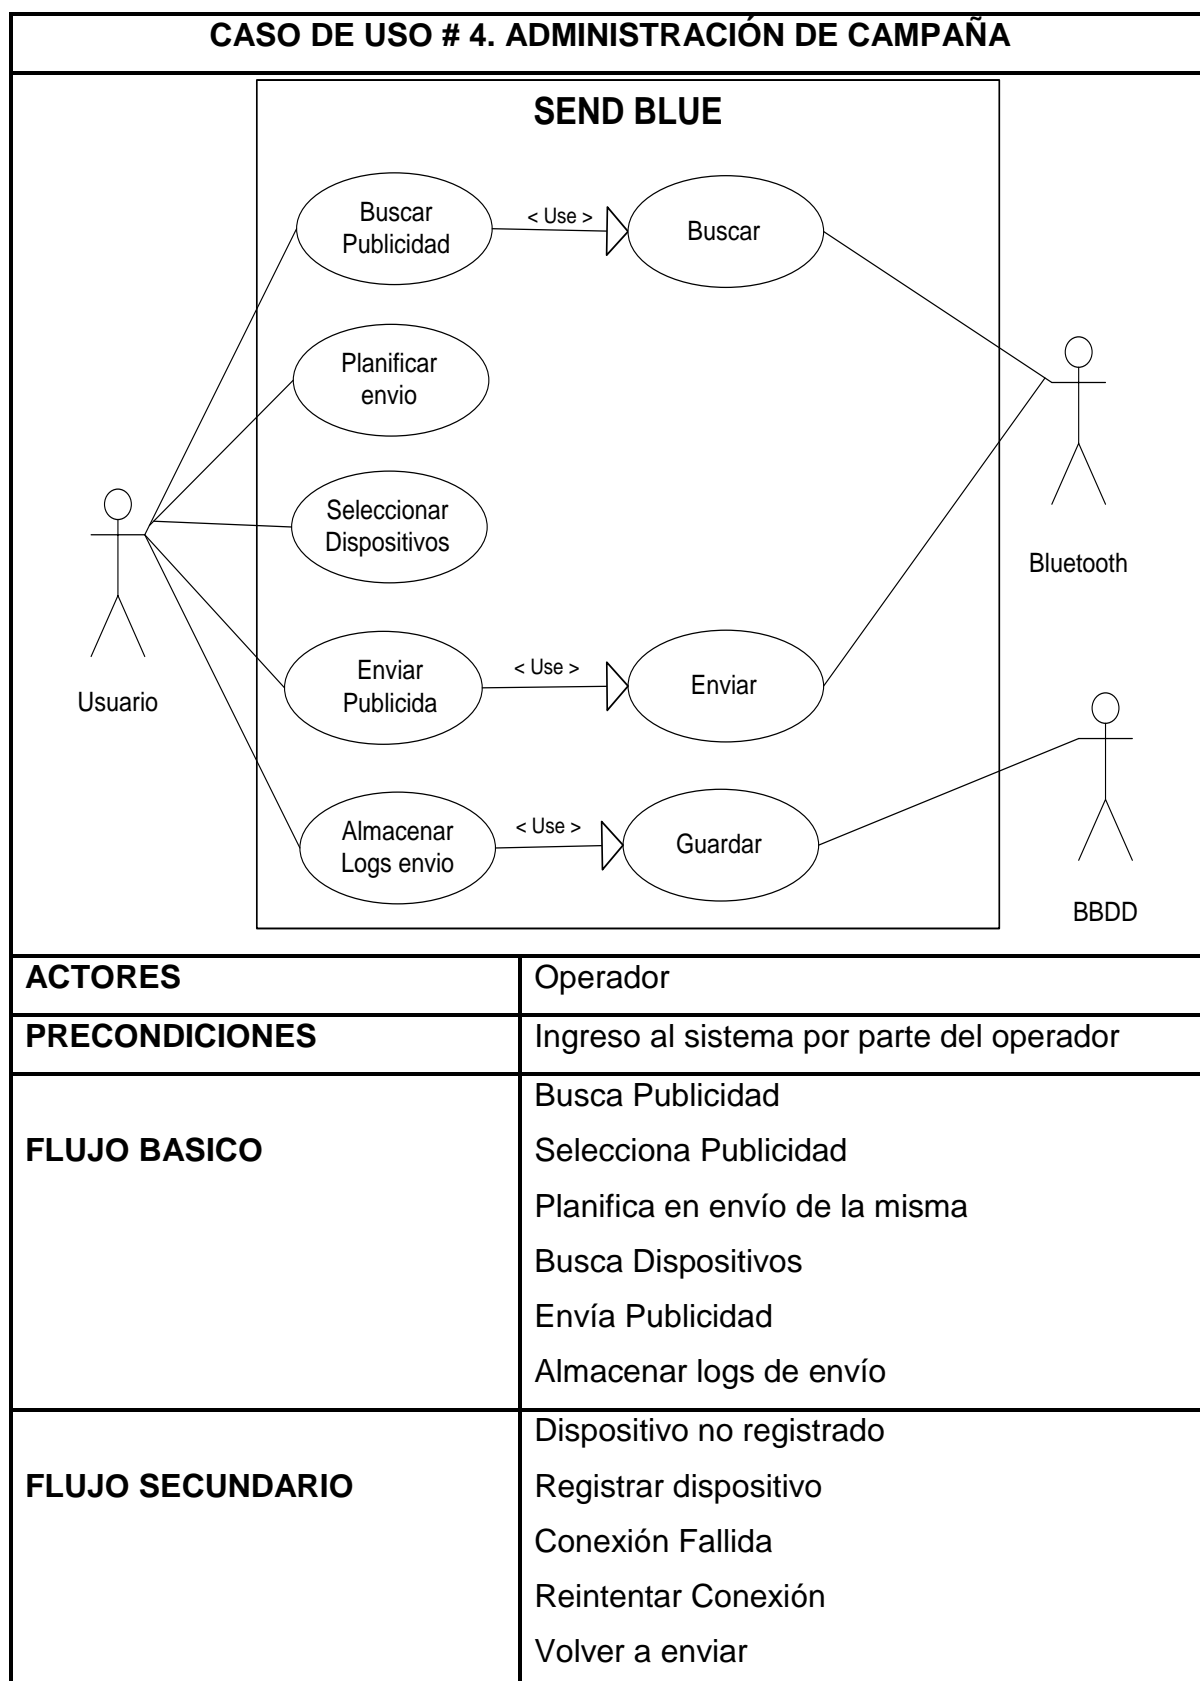 CASO DE USO # 4. ADMINISTRACIÓN DE CAMPAÑA
SEND BLUE
Buscar
Publicidad
< Use >
Buscar
Planificar
envio
Seleccionar
Dispositivos
Bluetooth
Enviar
Publicida
< Use >
Enviar
Usuario
Almacenar
Logs envio
< Use >
Guardar
BBDD
ACTORES
Operador
PRECONDICIONES
Ingreso al sistema por parte del operador
FLUJO BASICO
Busca Publicidad
Selecciona Publicidad
Planifica en envío de la misma
Busca Dispositivos
Envía Publicidad
Almacenar logs de envío
FLUJO SECUNDARIO
Dispositivo no registrado
Registrar dispositivo
Conexión Fallida
Reintentar Conexión
Volver a enviar